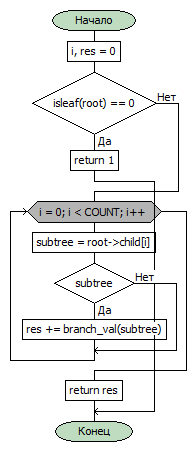 Начало
i, res = 0
isleaf(root) == 0
Нет
Да
return 1
i = 0; i < COUNT; i++
subtree = root->child[i]
subtree
Нет
Да
res += branch_val(subtree)
return res
Конец